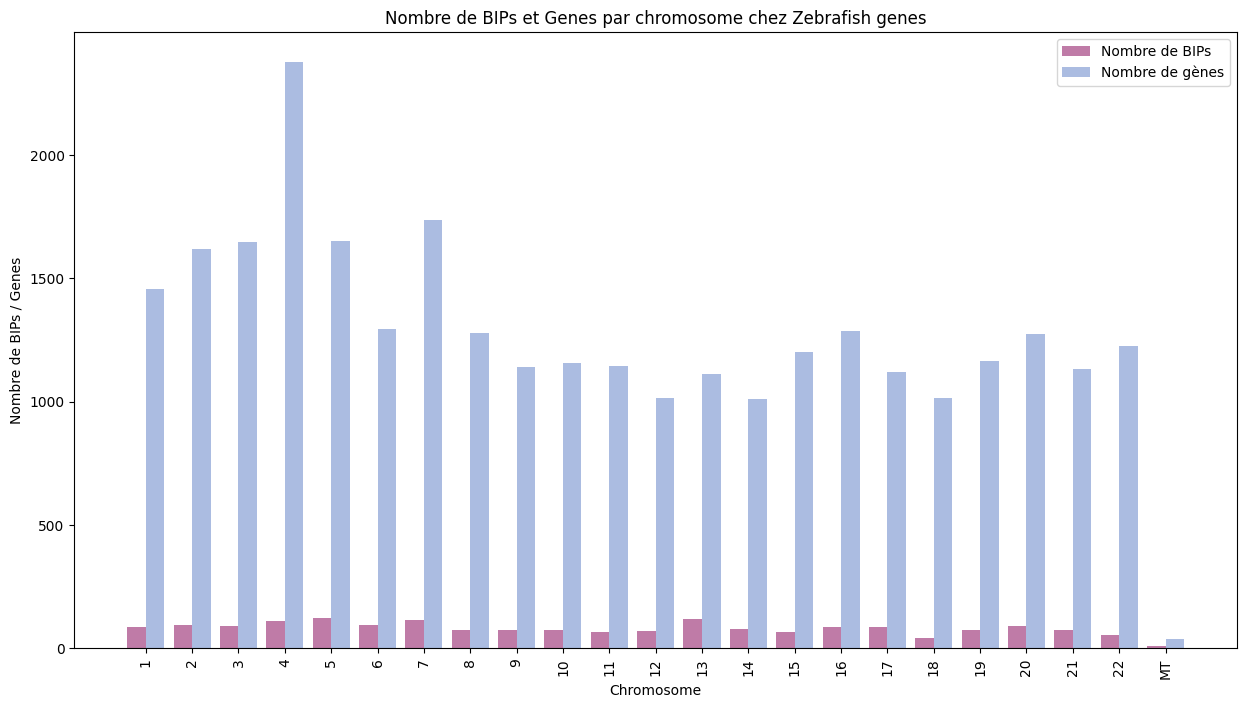 Nombre de BIPs et Genes par chromosome chez Zebrafish genes
Nombre de BIPs
Nombre de gènes
Nombre de BIPs / Genes
2000
1500
1000
500
0
1 2 3 4 5 6 7 8 9 10 11 12 13 14 15 16 17 18 19 20 21 22 MT
Chromosome